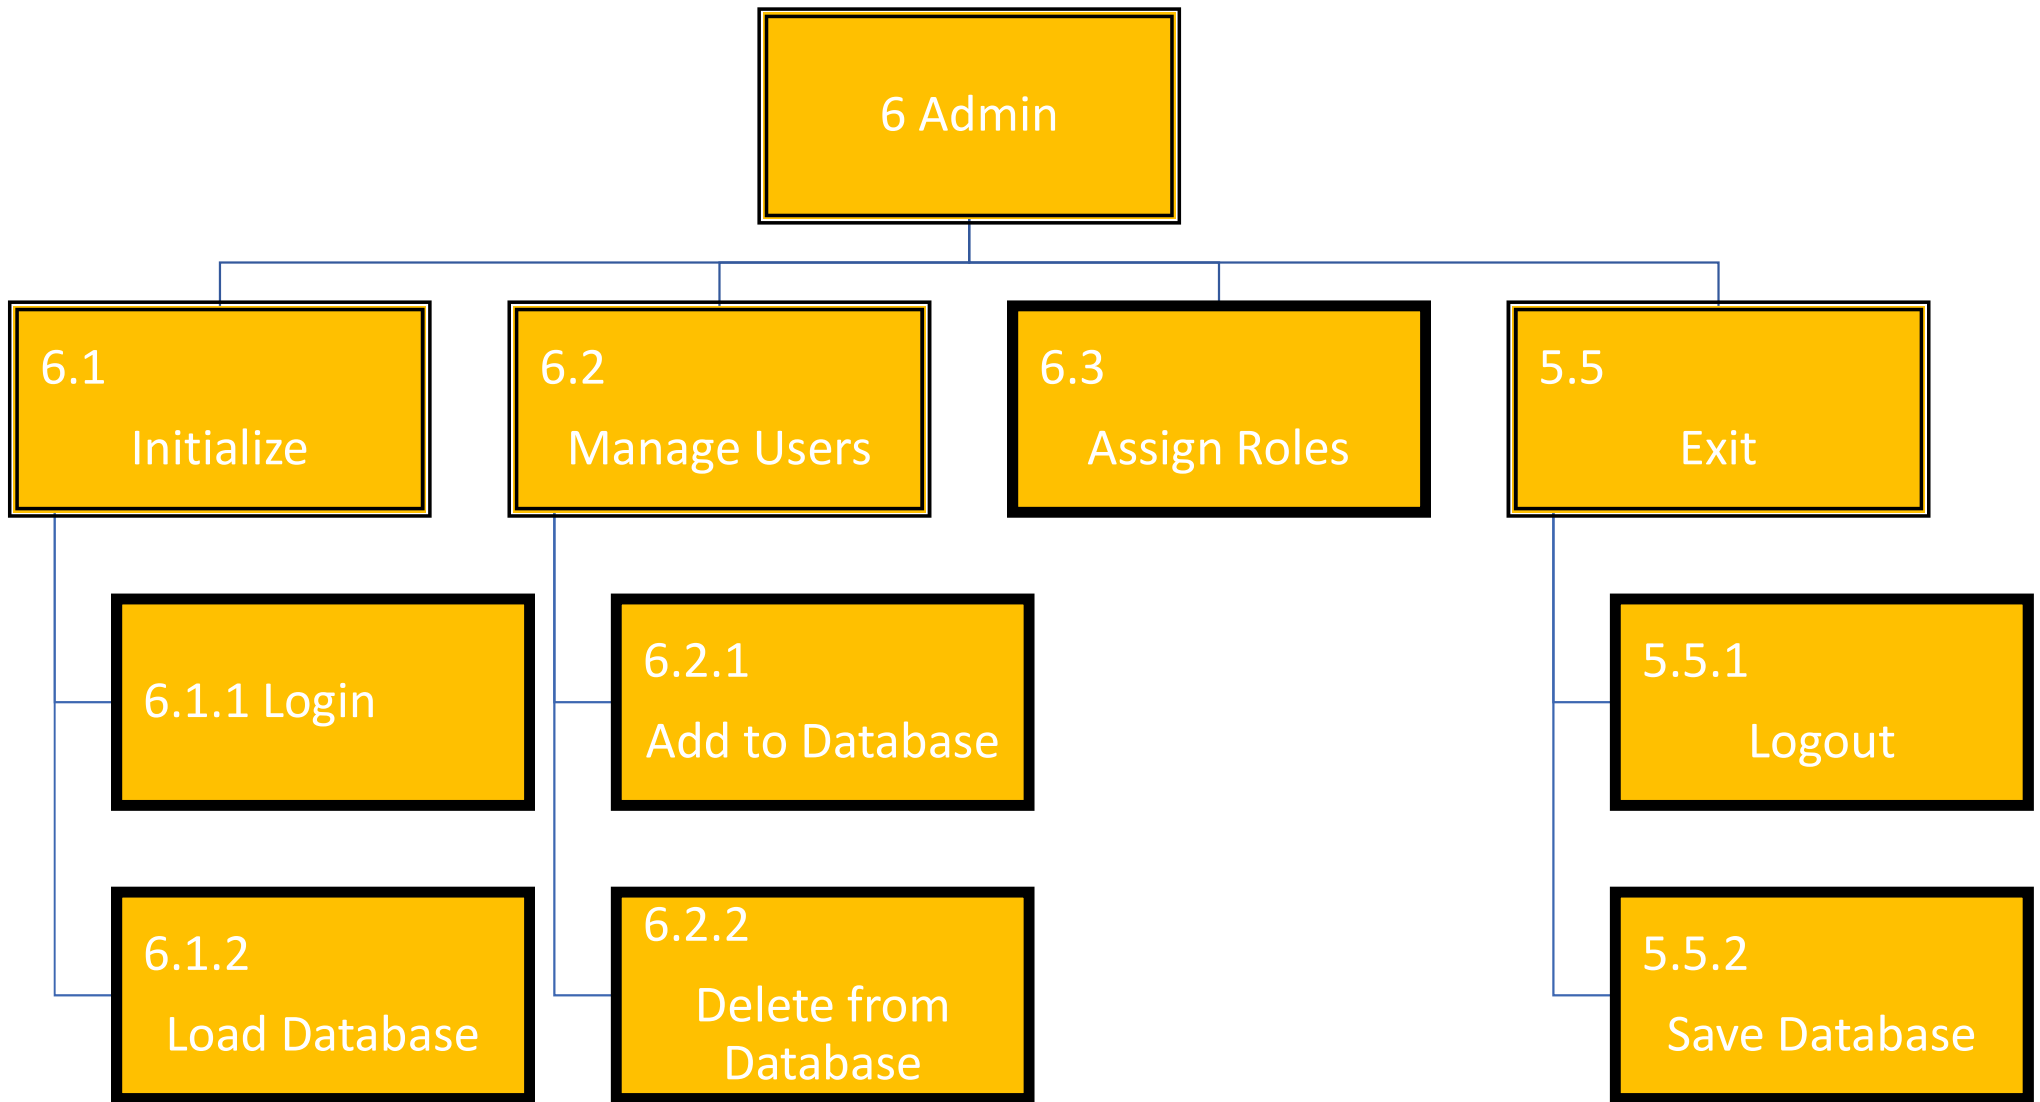 6 Admin
6.1
Initialize
6.2
Manage Users
6.3
Assign Roles
5.5
Exit
6.1.1 Login
6.1.2
Load Database
6.2.1
Add to Database
6.2.2
Delete from
Database
5.5.1
Logout
5.5.2
Save Database